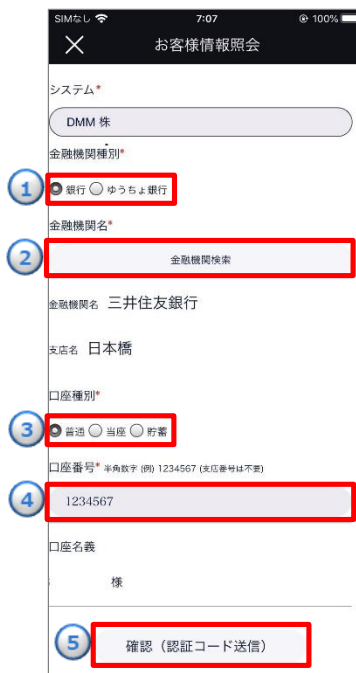 SIMなし 7:07 100%
お客様情報照会
システム*
DMM 株
金融機関種別*
1 銀行 ゆうちょ銀行
金融機関名*
2 金融機関検索
金融機関名 三井住友銀行
支店名 日本橋
口座種別*
3 普通 当座 貯蓄
口座番号* 半角数字 (例) 1234567 (支店番号は不要)
4 1234567
口座名義
様
5 確認（認証コード送信）